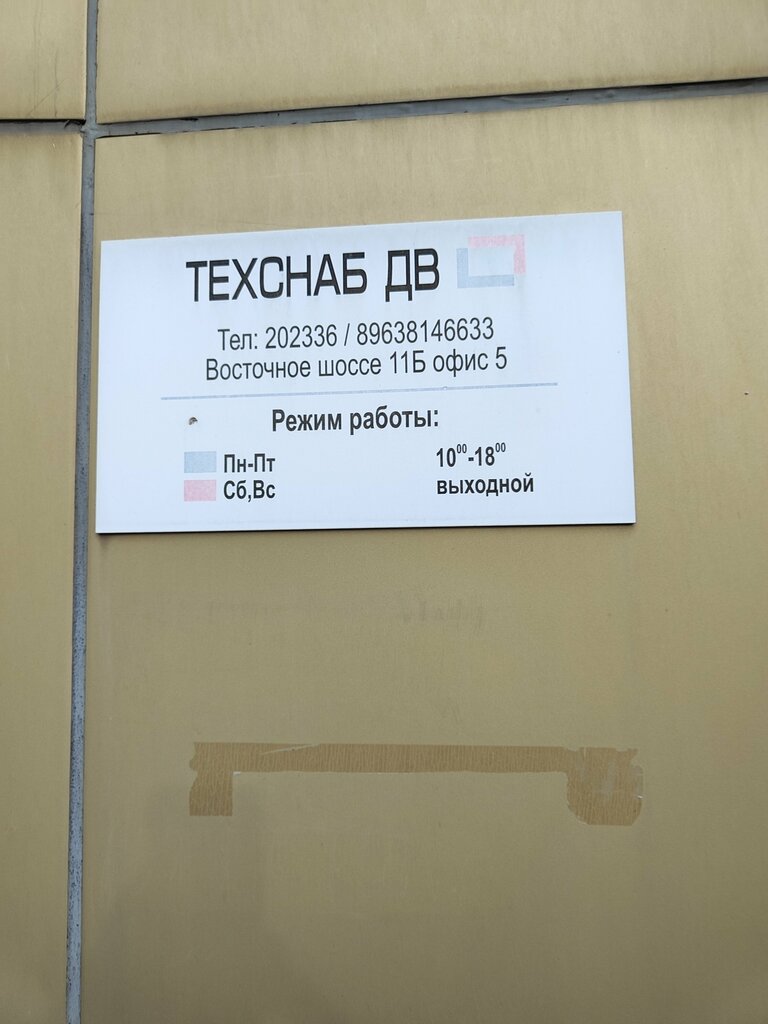 ТЕХСНАБ ДВ
Тел: 202336 / 89638146633
Восточное шоссе 11Б офис 5
Режим работы:
Пн-Пт 10⁰⁰-18⁰⁰
Сб,Вс выходной